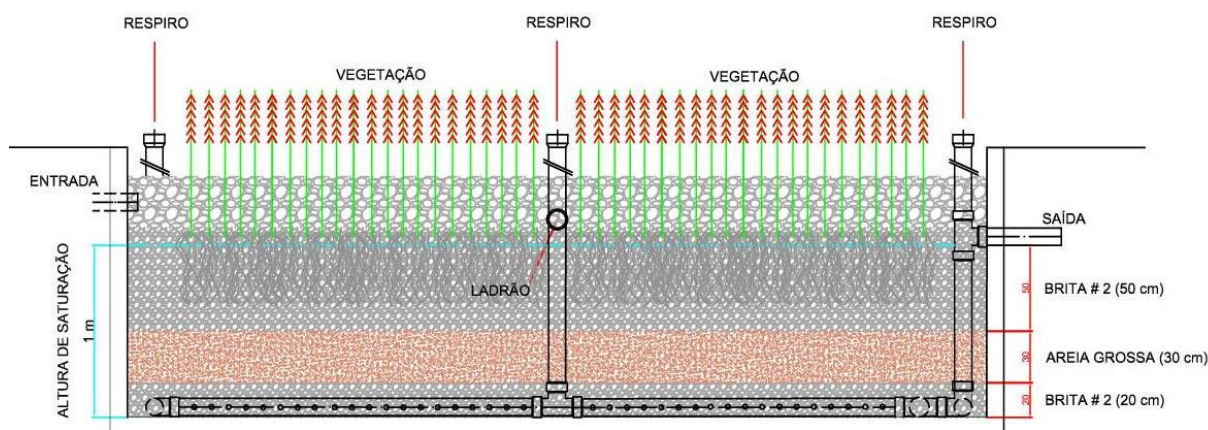 RESPIRO
RESPIRO
RESPIRO
VEGETAÇÃO
VEGETAÇÃO
ENTRADA
SAÍDA
LADRÃO
ALTURA DE SATURAÇÃO
1 m
50
BRITA # 2 (50 cm)
30
AREIA GROSSA (30 cm)
20
BRITA # 2 (20 cm)